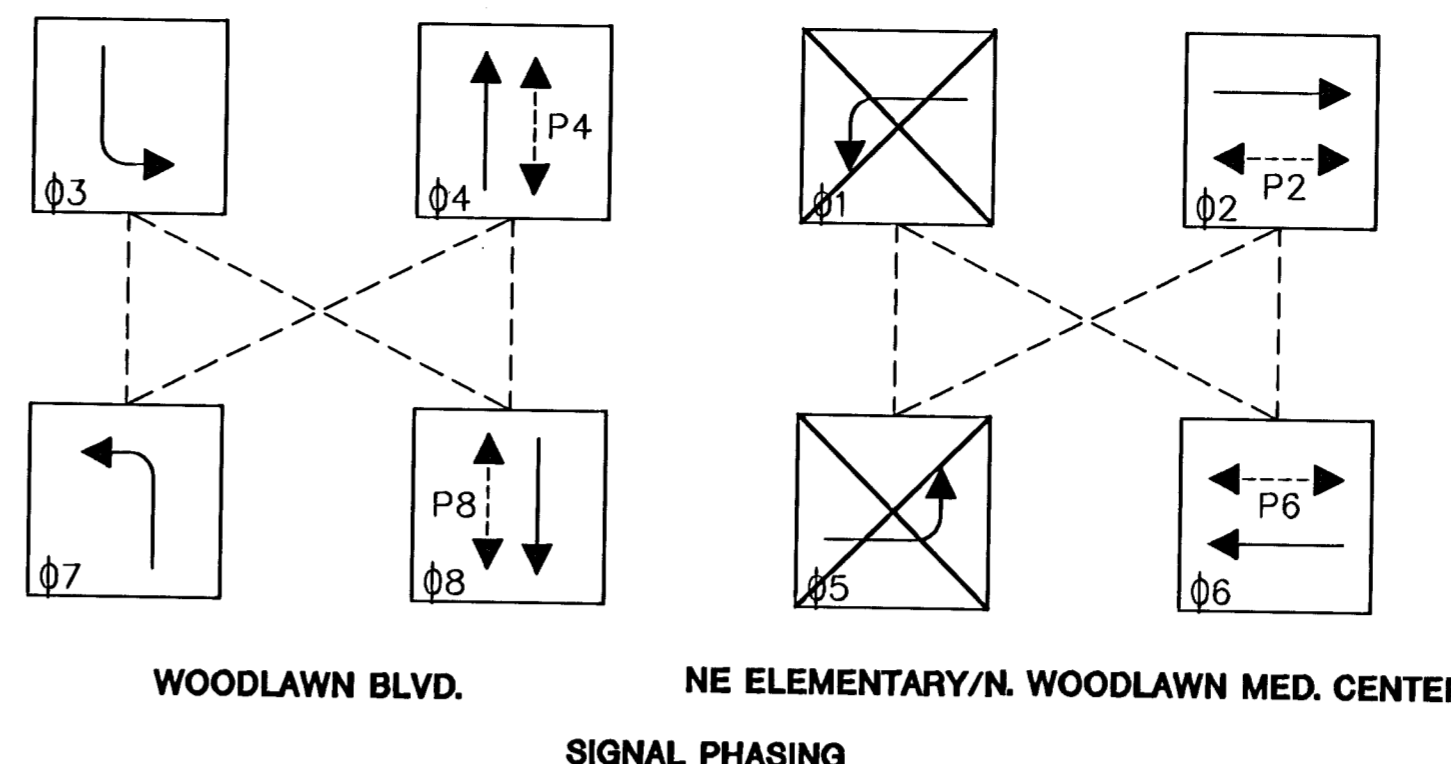 P4
P2
ϕ3
ϕ4
ϕ1
ϕ2
P8
P6
ϕ7
ϕ8
ϕ5
ϕ6
WOODLAWN BLVD.
NE ELEMENTARY/N. WOODLAWN MED. CENTE
SIGNAL PHASING